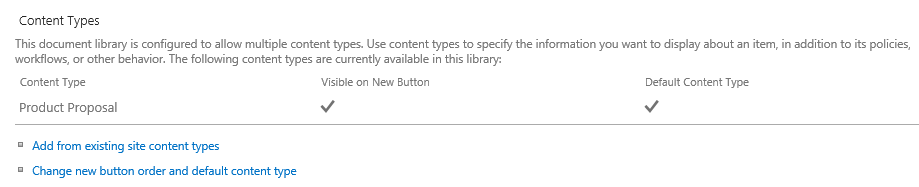 Content Types
This document library is configured to allow multiple content types. Use content types to specify the information you want to display about an item, in addition to its policies,
workflows, or other behavior. The following content types are currently available in this library:
Content Type Visible on New Button Default Content Type
Product Proposal
Add from existing site content types
Change new button order and default content type